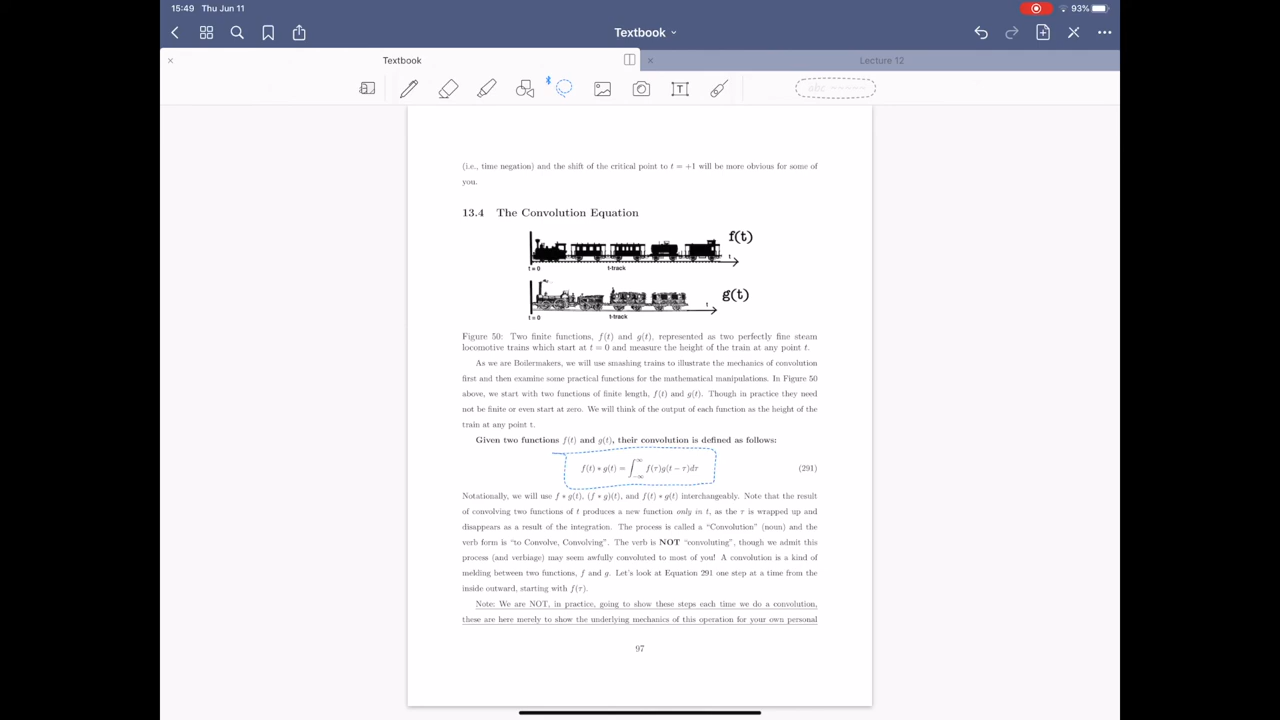 15:49 Thu Jun 11
93%
Textbook
Textbook
Lecture 12
T
abc
(i.e., time negation) and the shift of the critical point to t = +1 will be more obvious for some of
you.
13.4 The Convolution Equation
f(t)
t
t = 0
t-track
g(t)
t
t = 0
t-track
Figure 50: Two finite functions, f(t) and g(t), represented as two perfectly fine steam
locomotive trains which start at t = 0 and measure the height of the train at any point t.
As we are Boilermakers, we will use smashing trains to illustrate the mechanics of convolution
first and then examine some practical functions for the mathematical manipulations. In Figure 50
above, we start with two functions of finite length, f(t) and g(t). Though in practice they need
not be finite or even start at zero. We will think of the output of each function as the height of the
train at any point t.
Given two functions f(t) and g(t), their convolution is defined as follows:
f(t) ∗ g(t) = ∫_{−∞}^{∞} f(τ)g(t − τ)dτ (291)
Notationally, we will use f ∗ g(t), (f ∗ g)(t), and f(t) ∗ g(t) interchangeably. Note that the result
of convolving two functions of t produces a new function only in t, as the τ is wrapped up and
disappears as a result of the integration. The process is called a “Convolution” (noun) and the
verb form is “to Convolve, Convolving”. The verb is NOT “convoluting”, though we admit this
process (and verbiage) may seem awfully convoluted to most of you! A convolution is a kind of
melding between two functions, f and g. Let’s look at Equation 291 one step at a time from the
inside outward, starting with f(τ).
Note: We are NOT, in practice, going to show these steps each time we do a convolution,
these are here merely to show the underlying mechanics of this operation for your own personal
97